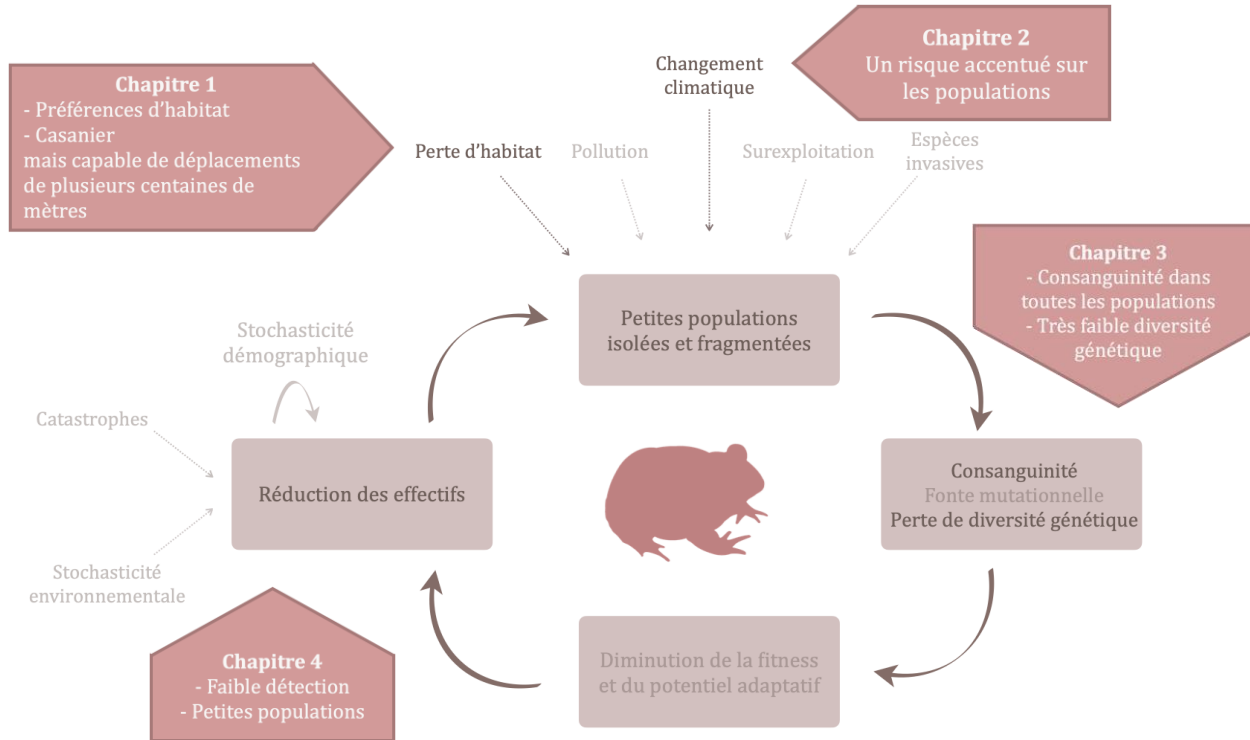 Chapitre 1
- Préférences d'habitat
- Casanier
mais capable de déplacements
de plusieurs centaines de
mètres
Changement
climatique
Chapitre 2
Un risque accentué sur
les populations
Perte d'habitat
Pollution
Surexploitation
Espèces
invasives
Chapitre 3
- Consanguinité dans
toutes les populations
- Très faible diversité
génétique
Petites populations
isolées et fragmentées
Stochasticité
démographique
Catastrophes
Réduction des effectifs
Consanguinité
Fonte mutationnelle
Perte de diversité génétique
Stochasticité
environnementale
Chapitre 4
- Faible détection
- Petites populations
Diminution de la fitness
et du potentiel adaptatif